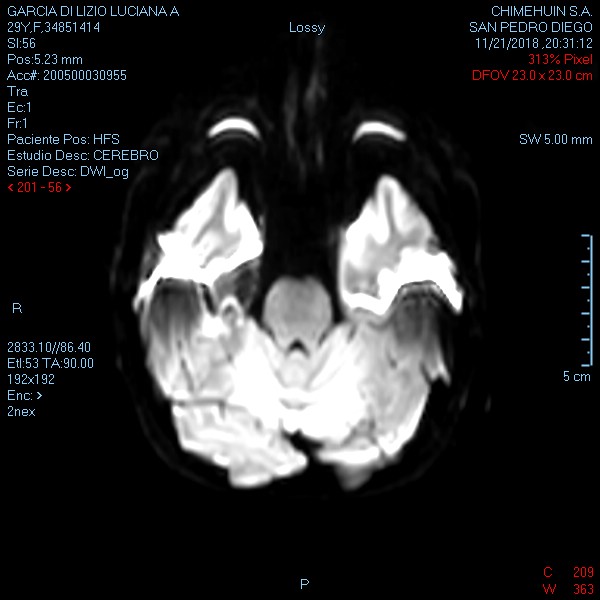 GARCIA DI LIZIO LUCIANA A
29Y,F,34851414
Sl:56
Pos:5.23 mm
Acc#: 200500030955
Tra
Ec:1
Fr:1
Paciente Pos: HFS
Estudio Desc: CEREBRO
Serie Desc: DWI_og
< 201 - 56 >
Lossy
CHIMEHUIN S.A.
SAN PEDRO DIEGO
11/21/2018 ,20:31:12
313% Pixel
DFOV 23.0 x 23.0 cm
SW 5.00 mm
R
5 cm
2833.10//86.40
Etl:53 TA:90.00
192x192
Enc: >
2nex
P
C 209
W 363